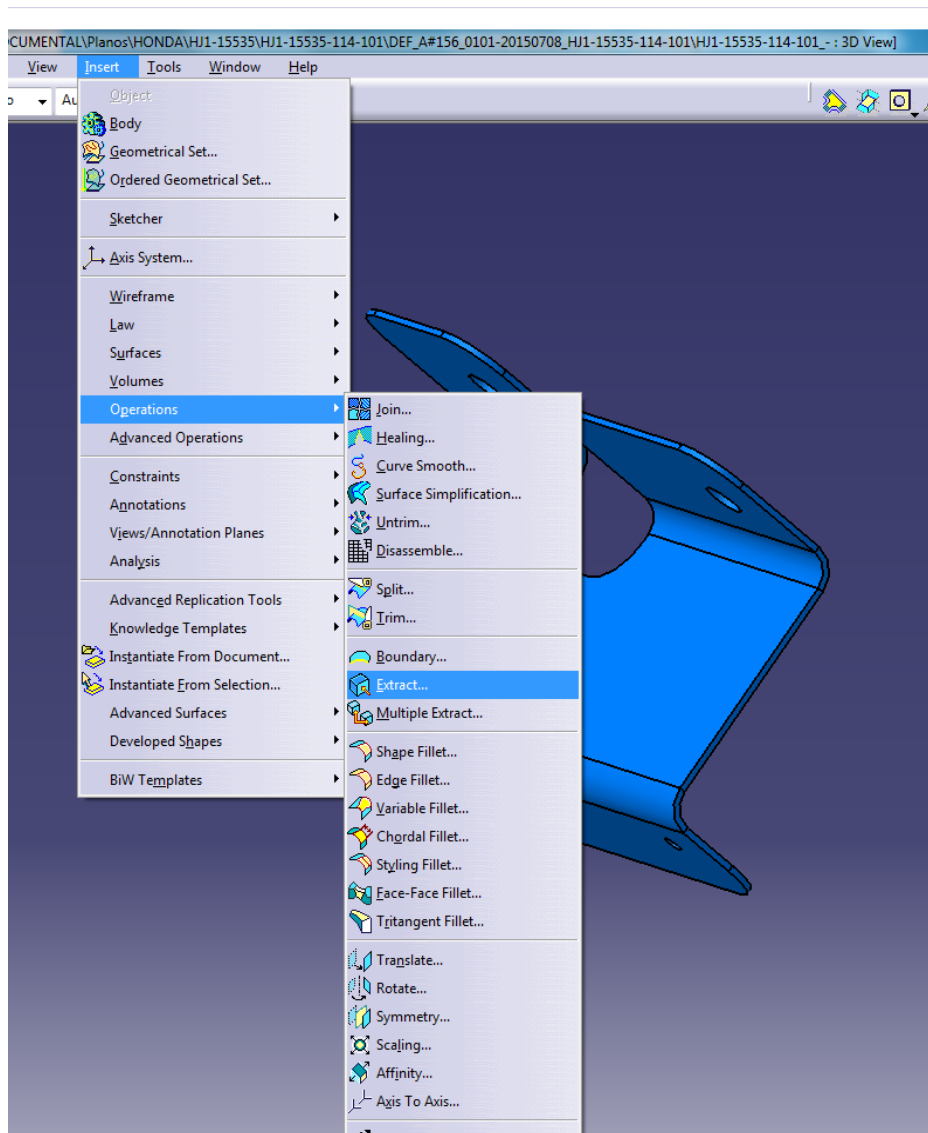 CUMENTAL\Planos\HONDA\HJ1-15535\HJ1-15535-114-101\DEF_A#156_0101-20150708_HJ1-15535-114-101\HJ1-15535-114-101_- : 3D View]
View Insert Tools Window Help
Au
Object
Body
Geometrical Set...
Ordered Geometrical Set...
Sketcher
Axis System...
Wireframe
Law
Surfaces
Volumes
Operations
Advanced Operations
Constraints
Annotations
Views/Annotation Planes
Analysis
Advanced Replication Tools
Knowledge Templates
Instantiate From Document...
Instantiate From Selection...
Advanced Surfaces
Developed Shapes
BiW Templates
Join...
Healing...
Curve Smooth...
Surface Simplification...
Untrim...
Disassemble...
Split...
Trim...
Boundary...
Extract...
Multiple Extract...
Shape Fillet...
Edge Fillet...
Variable Fillet...
Chordal Fillet...
Styling Fillet...
Face-Face Fillet...
Tritangent Fillet...
Translate...
Rotate...
Symmetry...
Scaling...
Affinity...
Axis To Axis...